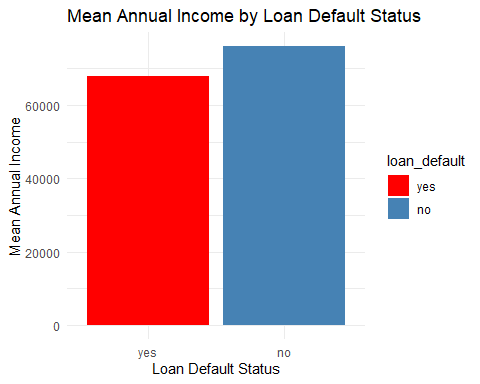 Mean Annual Income by Loan Default Status
Mean Annual Income
60000
40000
20000
0
yes
no
Loan Default Status
loan_default
yes
no